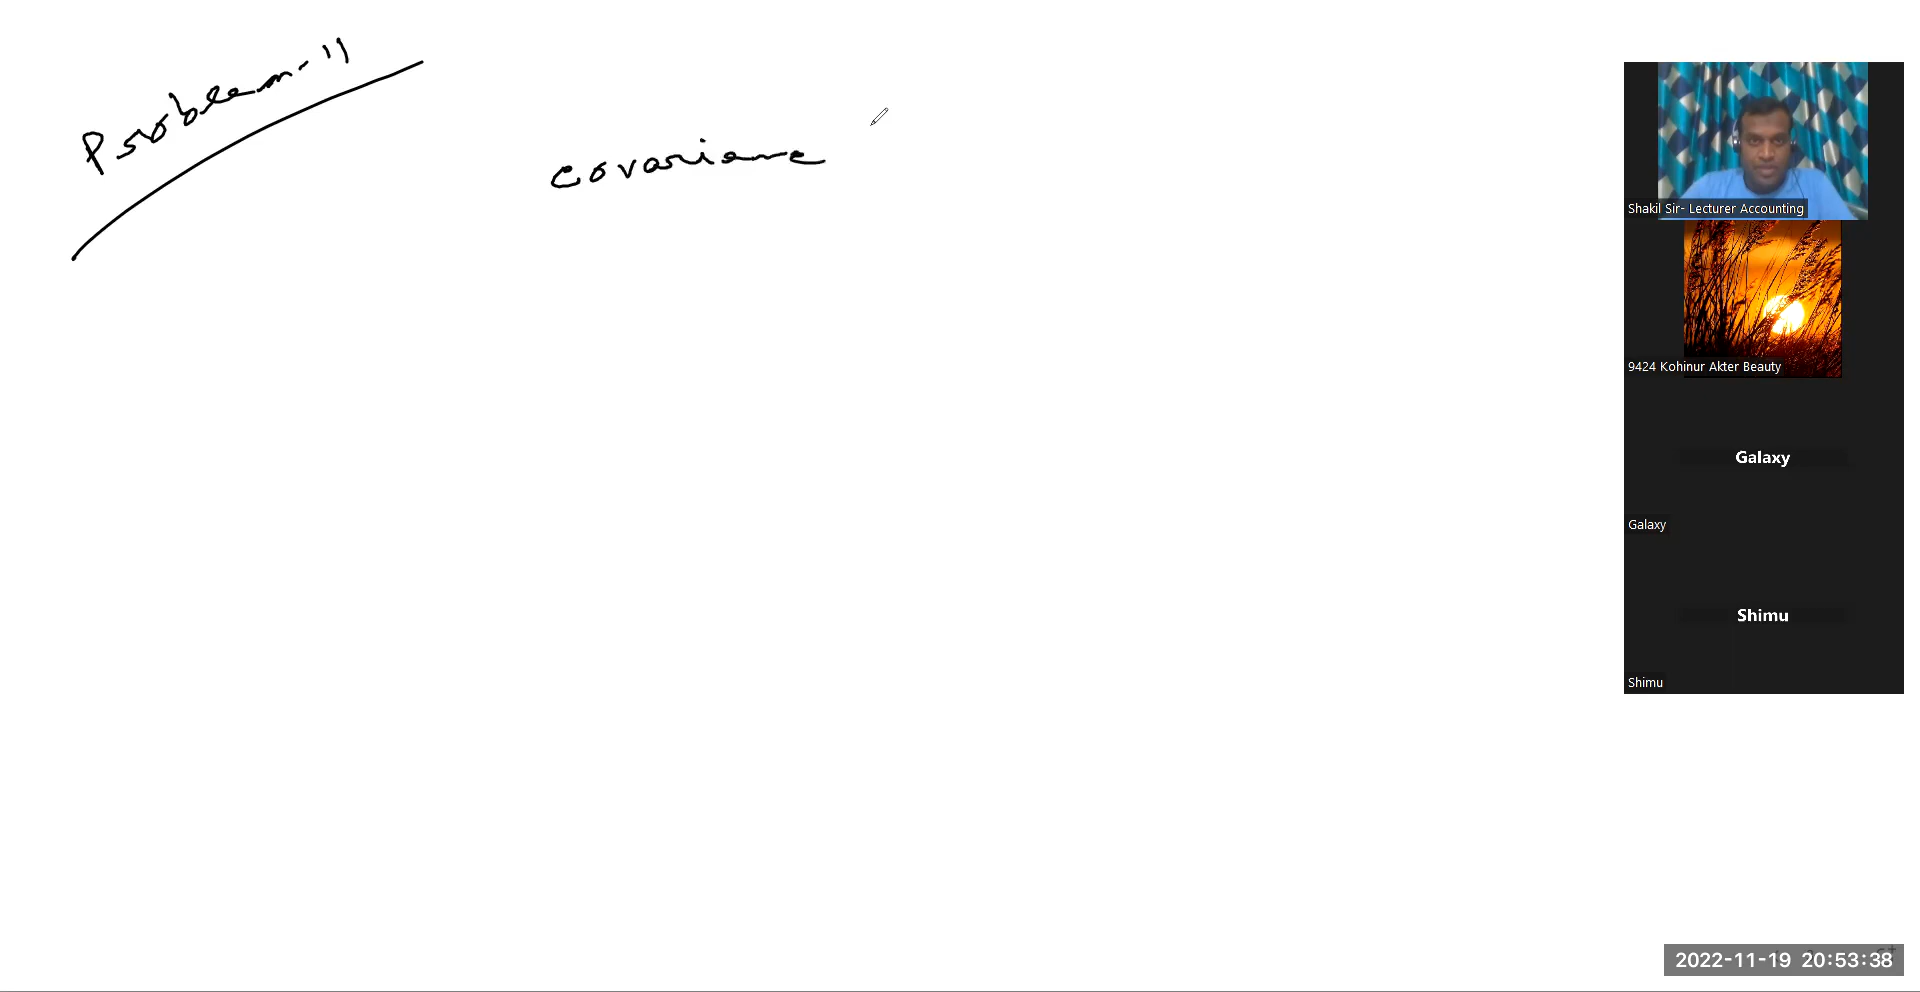 Problem-11
covariance
Shakil Sir- Lecturer Accounting
9424 Kohinur Akter Beauty
Galaxy
Galaxy
Shimu
Shimu
2022-11-19 20:53:38